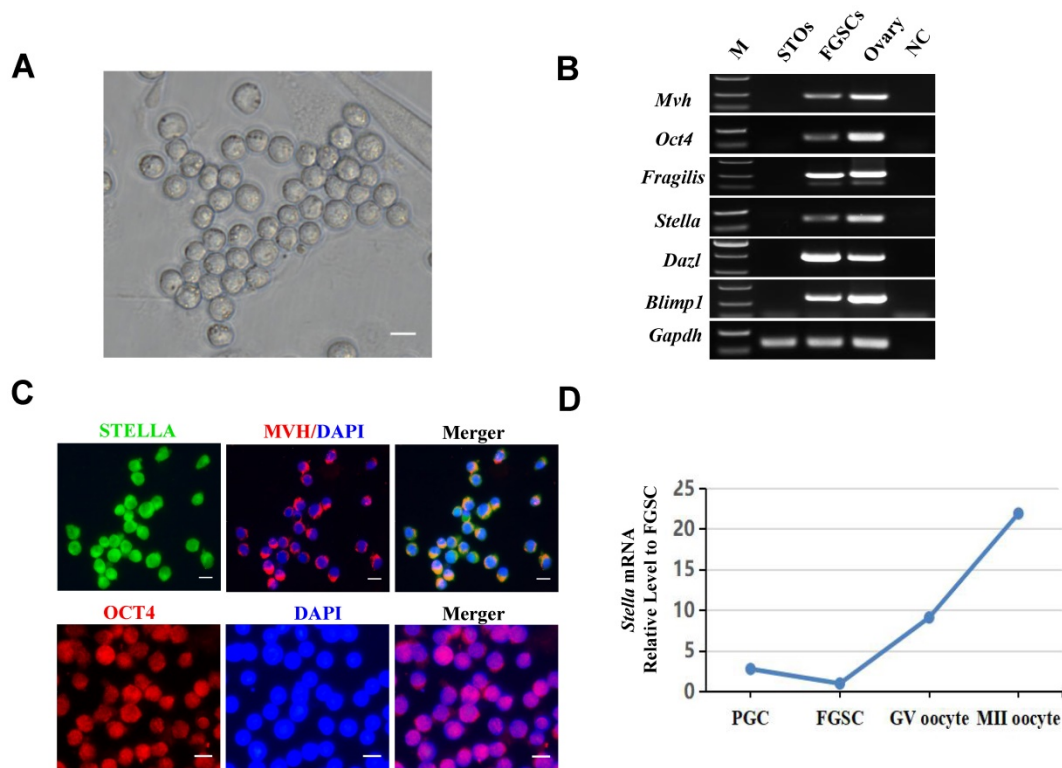 A
B
M
STOs
FGSCs
Ovary
NC
Mvh
Oct4
Fragilis
Stella
Dazl
Blimp1
Gapdh
C
STELLA
MVH/DAPI
Merger
OCT4
DAPI
Merger
D
Stella mRNA
Relative Level to FGSC
25
20
15
10
5
0
PGC
FGSC
GV oocyte
MII oocyte